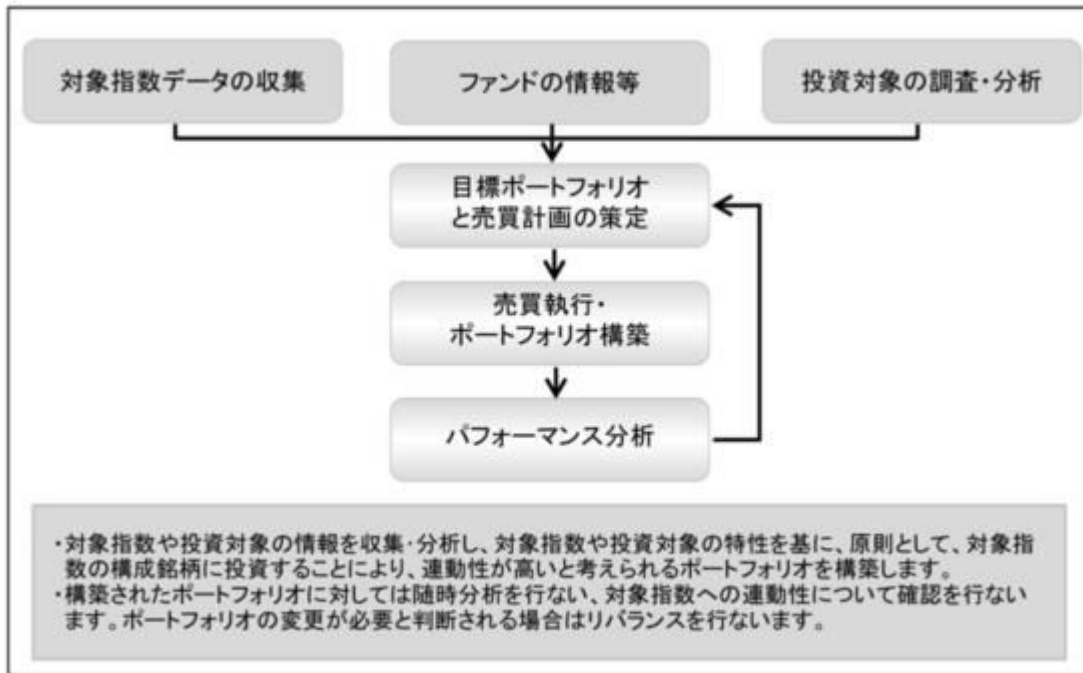 対象指数データの収集
ファンドの情報等
投資対象の調査・分析
目標ポートフォリオ
と売買計画の策定
売買執行・
ポートフォリオ構築
パフォーマンス分析
・対象指数や投資対象の情報を収集・分析し、対象指数や投資対象の特性を基に、原則として、対象指
数の構成銘柄に投資することにより、連動性が高いと考えられるポートフォリオを構築します。
・構築されたポートフォリオに対しては随時分析を行ない、対象指数への連動性について確認を行ない
ます。ポートフォリオの変更が必要と判断される場合はリバランスを行ないます。